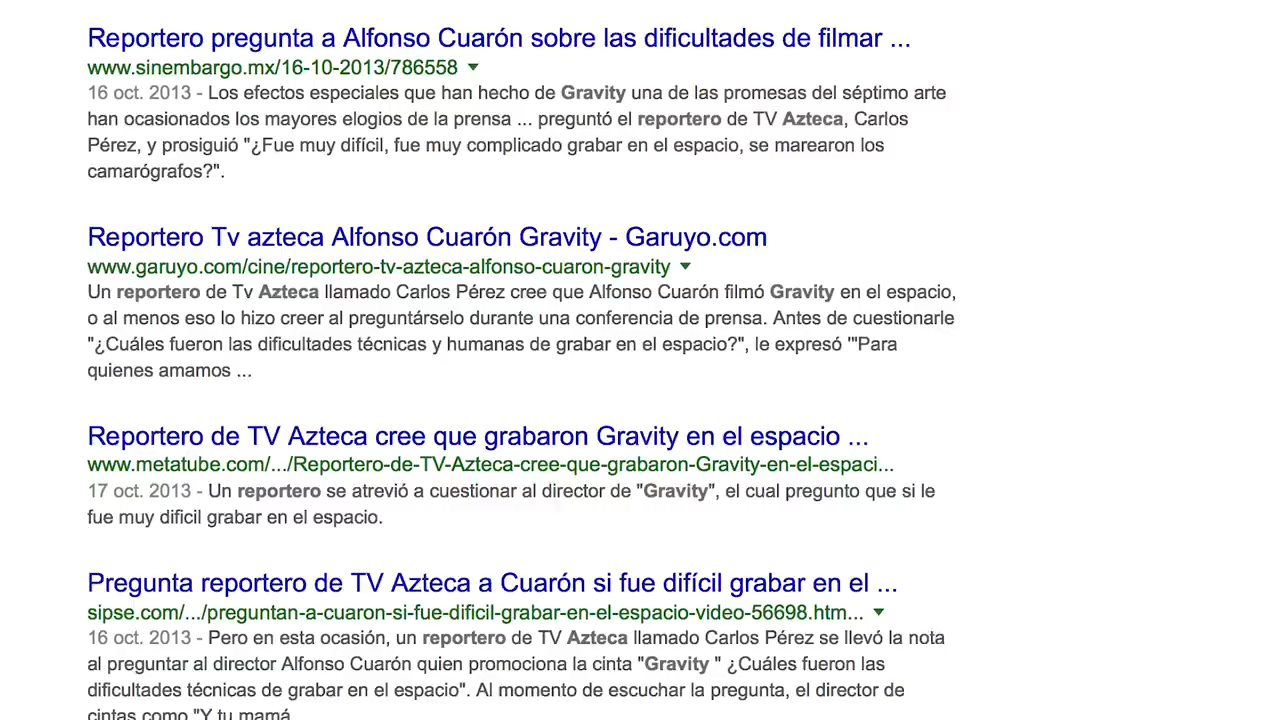 Reportero pregunta a Alfonso Cuarón sobre las dificultades de filmar ...
www.sinembargo.mx/16-10-2013/786558
16 oct. 2013 - Los efectos especiales que han hecho de Gravity una de las promesas del séptimo arte
han ocasionados los mayores elogios de la prensa ... preguntó el reportero de TV Azteca, Carlos
Pérez, y prosiguió "¿Fue muy difícil, fue muy complicado grabar en el espacio, se marearon los
camarógrafos?".
Reportero Tv azteca Alfonso Cuarón Gravity - Garuyo.com
www.garuyo.com/cine/reportero-tv-azteca-alfonso-cuaron-gravity
Un reportero de Tv Azteca llamado Carlos Pérez cree que Alfonso Cuarón filmó Gravity en el espacio,
o al menos eso lo hizo creer al preguntárselo durante una conferencia de prensa. Antes de cuestionarle
"¿Cuáles fueron las dificultades técnicas y humanas de grabar en el espacio?", le expresó '"Para
quienes amamos ...
Reportero de TV Azteca cree que grabaron Gravity en el espacio ...
www.metatube.com/.../Reportero-de-TV-Azteca-cree-que-grabaron-Gravity-en-el-espaci...
17 oct. 2013 - Un reportero se atrevió a cuestionar al director de "Gravity", el cual pregunto que si le
fue muy dificil grabar en el espacio.
Pregunta reportero de TV Azteca a Cuarón si fue difícil grabar en el ...
sipse.com/.../preguntan-a-cuaron-si-fue-dificil-grabar-en-el-espacio-video-56698.htm...
16 oct. 2013 - Pero en esta ocasión, un reportero de TV Azteca llamado Carlos Pérez se llevó la nota
al preguntar al director Alfonso Cuarón quien promociona la cinta "Gravity " ¿Cuáles fueron las
dificultades técnicas de grabar en el espacio". Al momento de escuchar la pregunta, el director de
cintas como "Y tu mamá